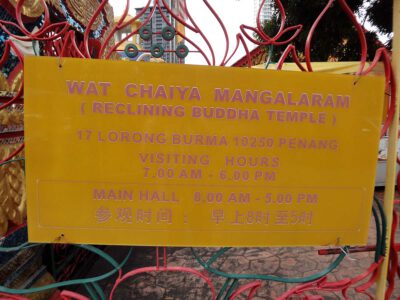 WAT CHAIYA MANGALARAM
( RECLINING BUDDHA TEMPLE )
17 LORONG BURMA 10250 PENANG
VISITING HOURS
7.00 AM - 6.00 PM
MAIN HALL 8.00 AM - 5.00 PM
参观时间 : 早上8时至5时